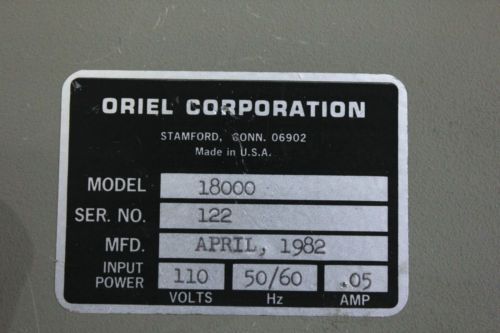 ORIEL CORPORATION
STAMFORD, CONN. 06902
Made in U.S.A.
MODEL 18000
SER. NO. 122
MFD. APRIL, 1982
INPUT POWER 110 50/60 .05
VOLTS Hz AMP